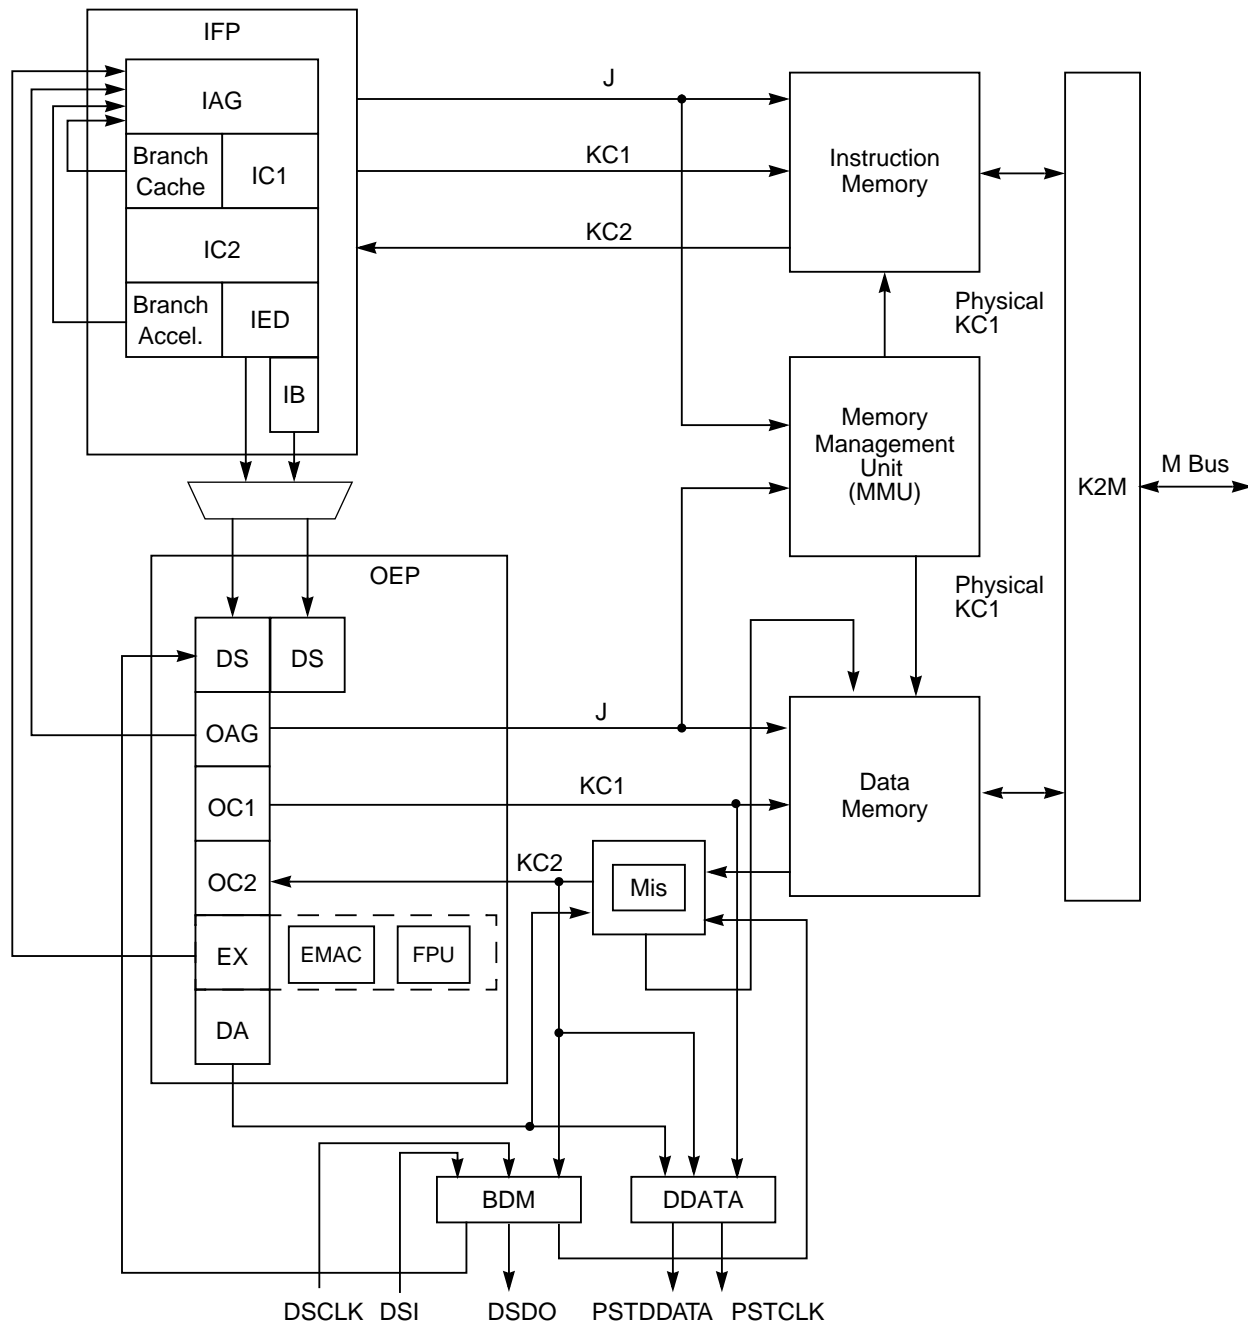 IFP
J
IAG
Branch
Cache
IC1
KC1
Instruction
Memory
IC2
KC2
Branch
Accel.
IED
Physical
KC1
IB
Memory
Management
Unit
(MMU)
K2M
M Bus
OEP
Physical
KC1
DS
DS
J
OAG
KC1
Data
Memory
OC1
KC2
OC2
Mis
EX
EMAC
FPU
DA
BDM
DDATA
DSCLK
DSI
DSDO
PSTDDATA
PSTCLK